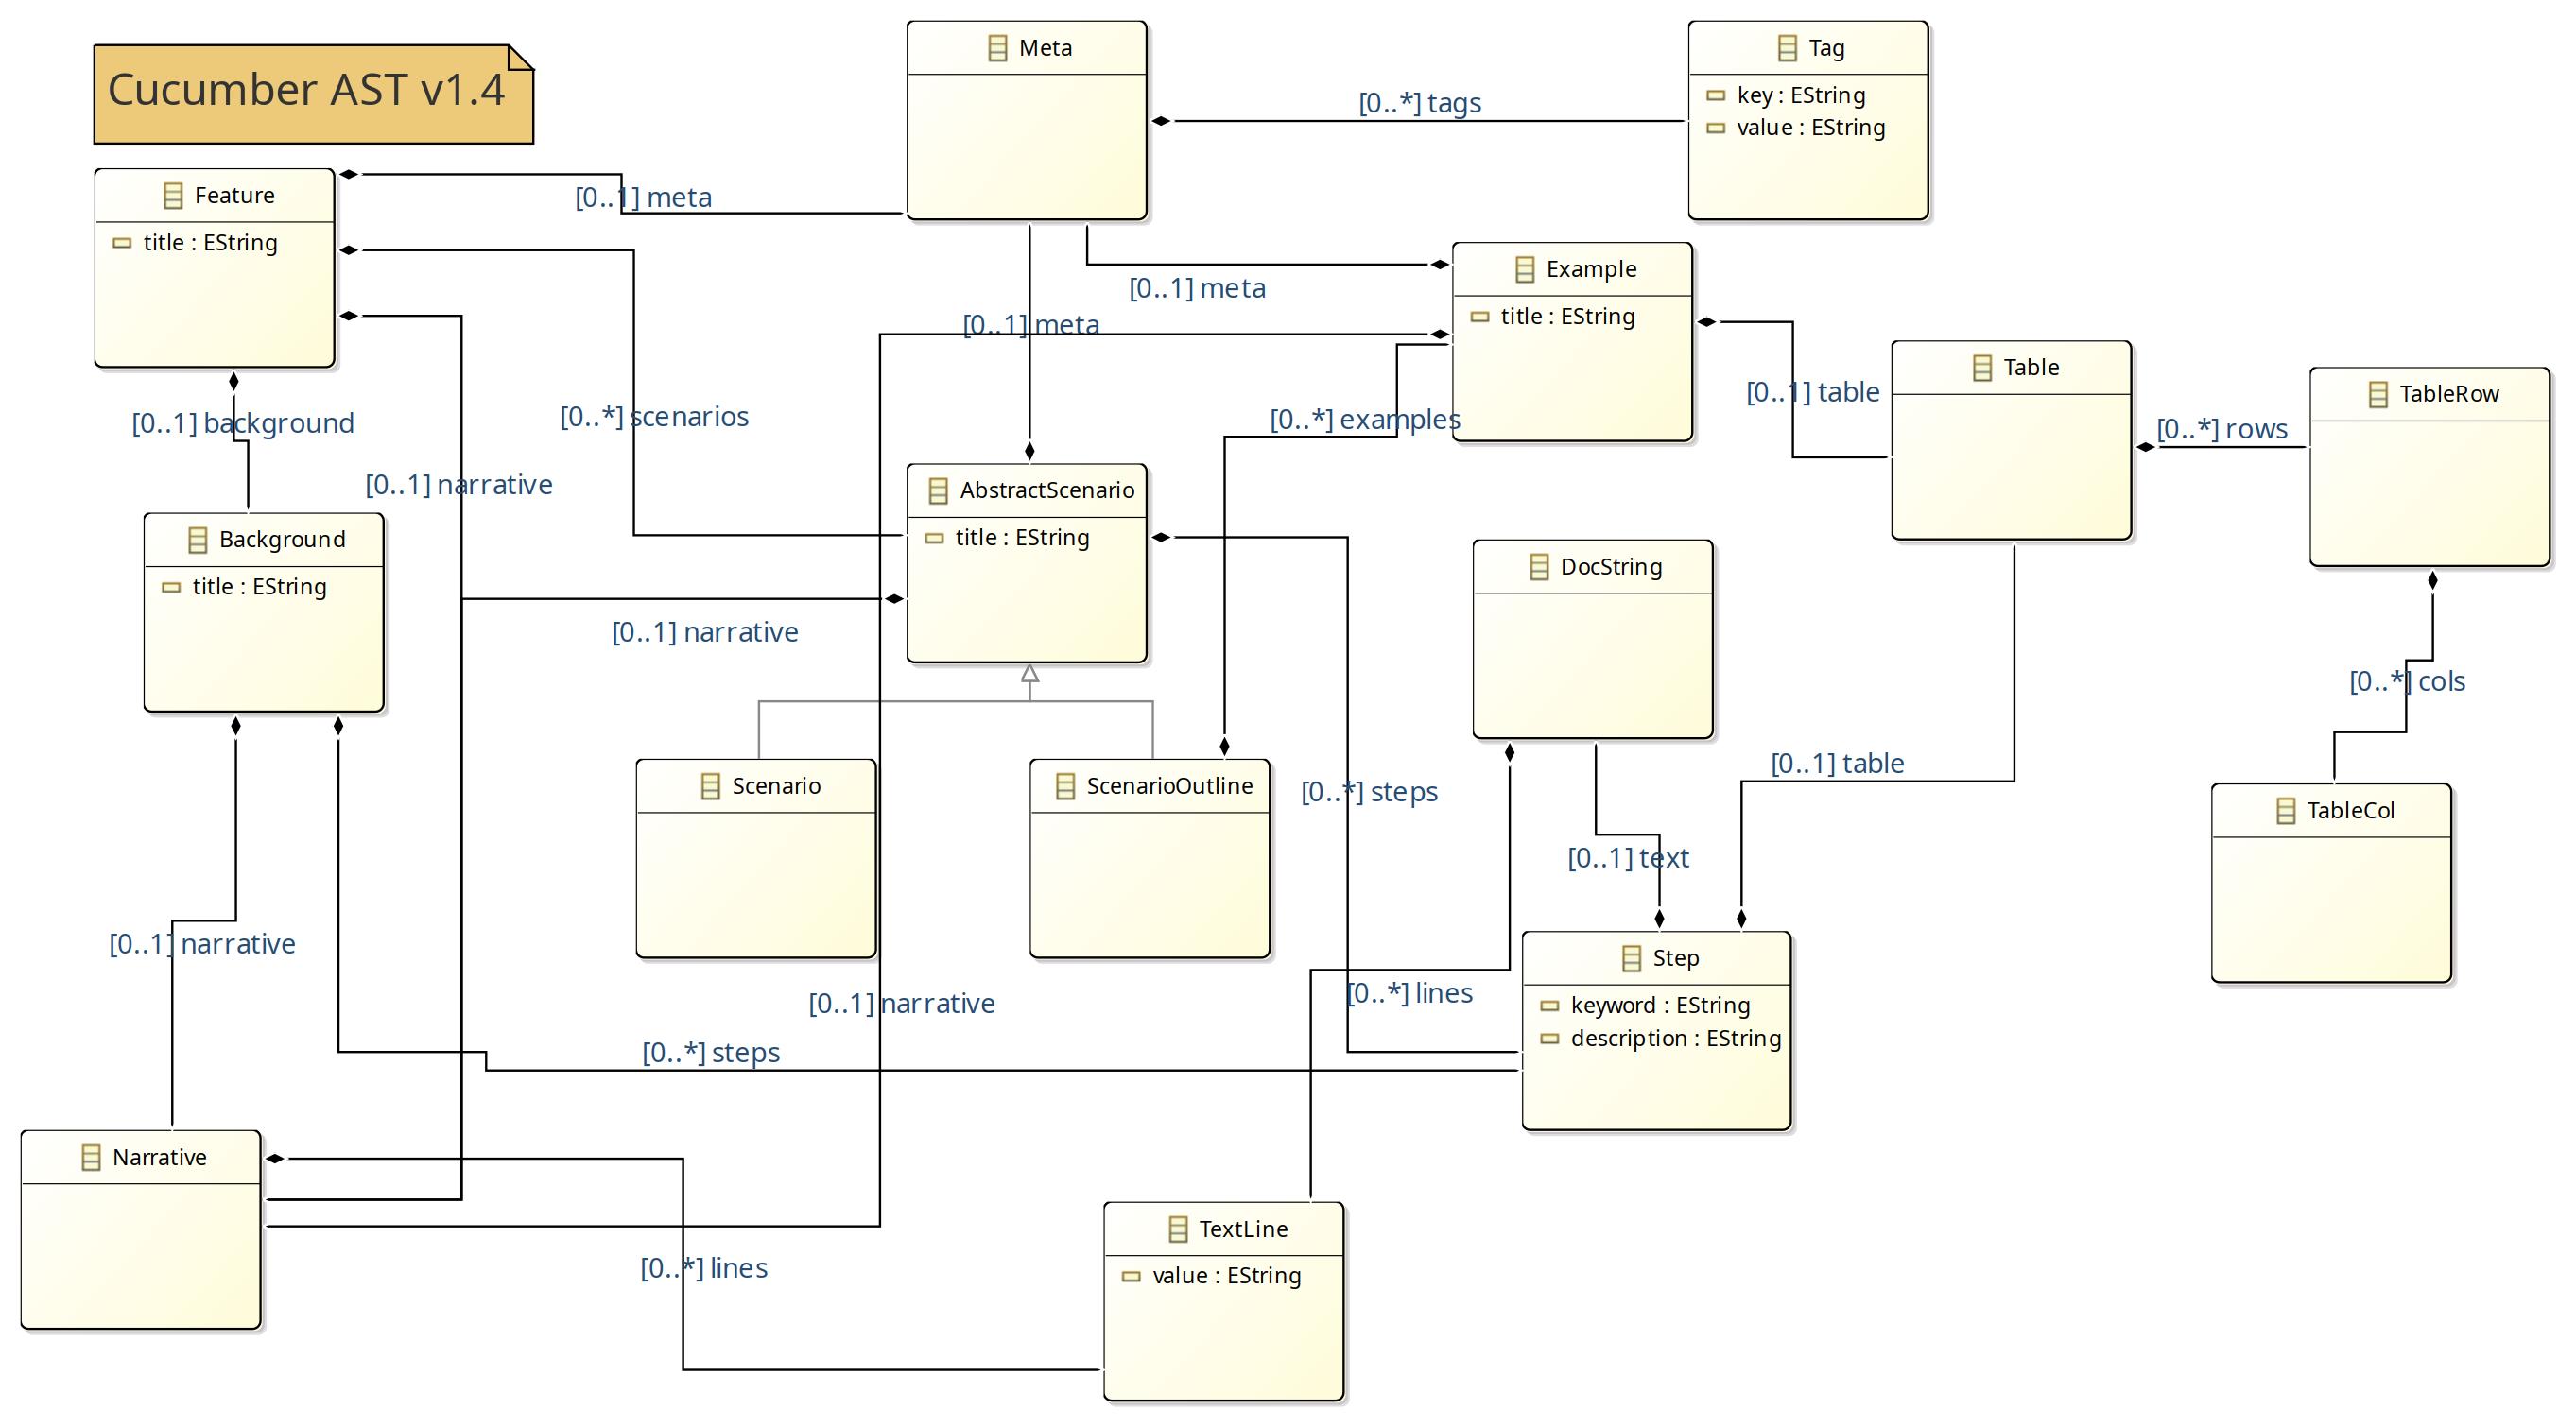 Cucumber AST v1.4
Meta
Tag
key : EString
value : EString
[0..*] tags
Feature
title : EString
[0..1] meta
Example
title : EString
[0..1] meta
[0..1] meta
Table
TableRow
[0..1] table
[0..*] rows
[0..1] background
[0..*] scenarios
[0..*] examples
[0..1] narrative
AbstractScenario
title : EString
Background
title : EString
DocString
[0..1] narrative
[0..*] cols
Scenario
ScenarioOutline
[0..*] steps
[0..1] table
TableCol
[0..1] text
[0..1] narrative
Step
keyword : EString
description : EString
[0..1] narrative
[0..*] lines
[0..*] steps
Narrative
TextLine
value : EString
[0..*] lines